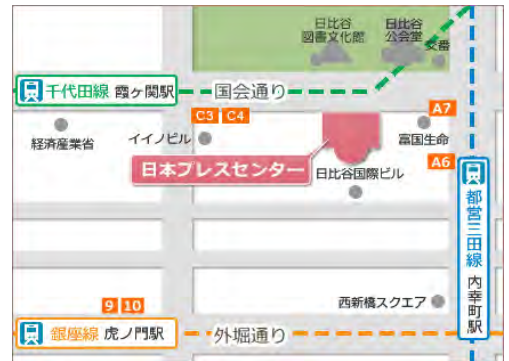 日比谷
図書文化館
日比谷
公会堂
交番
千代田線 霞ヶ関駅
国会通り
C3 C4
A7
経済産業省
イイノビル
富国生命
日本プレスセンター
日比谷国際ビル
A6
都営三田線 内幸町駅
9 10
西新橋スクエア
銀座線 虎ノ門駅
外堀通り